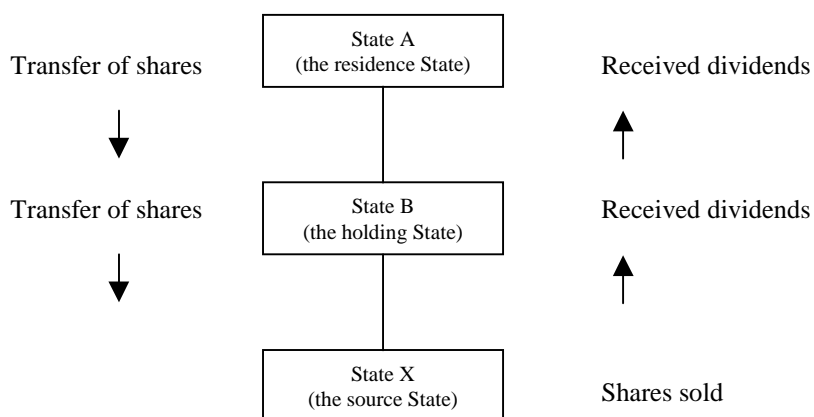 State A
Transfer of shares
(the residence State)
Received dividends
Transfer of shares
State B
(the holding State)
Received dividends
State X
(the source State)
Shares sold